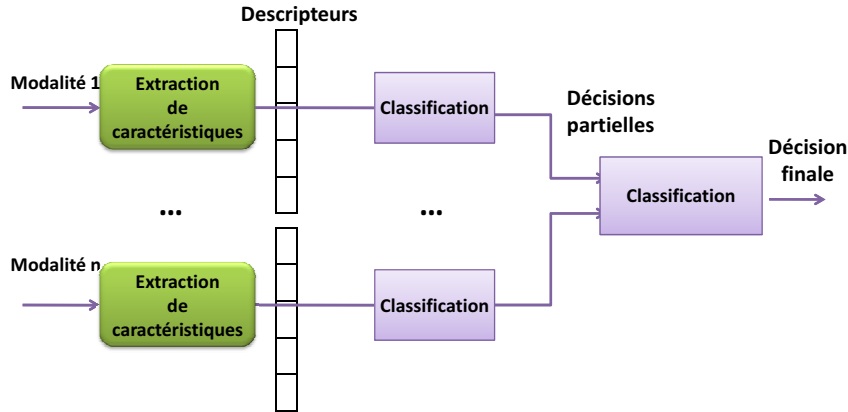 Descripteurs
Modalité 1
Extraction
de
caractéristiques
Classification
Décisions
partielles
Décision
finale
Classification
...
...
Modalité n
Extraction
de
caractéristiques
Classification